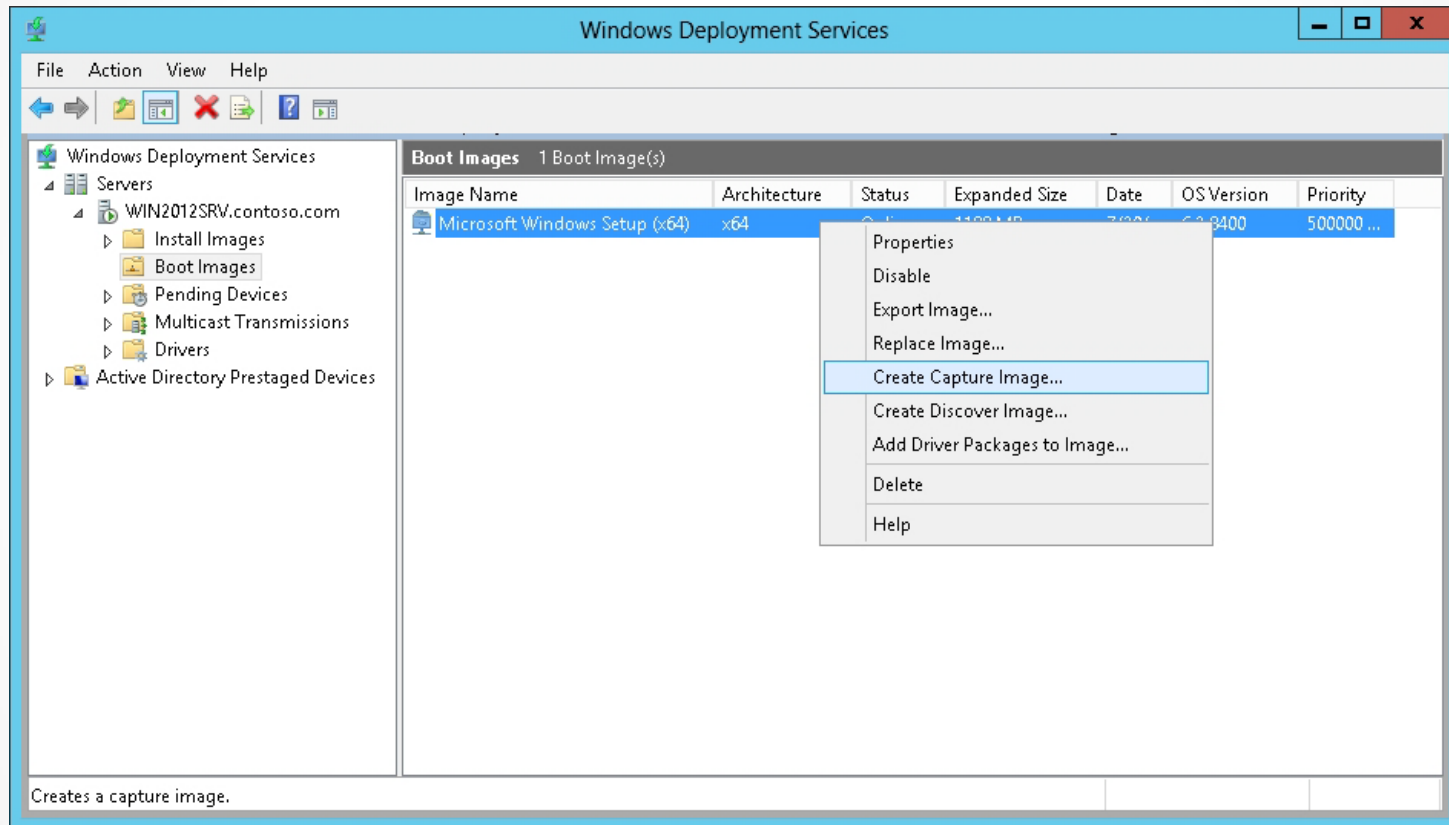 Windows Deployment Services
File Action View Help
Windows Deployment Services
Servers
WIN2012SRV.contoso.com
Install Images
Boot Images
Pending Devices
Multicast Transmissions
Drivers
Active Directory Prestaged Devices
Boot Images 1 Boot Image(s)
Image Name Architecture Status Expanded Size Date OS Version Priority
Microsoft Windows Setup (x64) x64 500000 ...
Properties
Disable
Export Image...
Replace Image...
Create Capture Image...
Create Discover Image...
Add Driver Packages to Image...
Delete
Help
Creates a capture image.